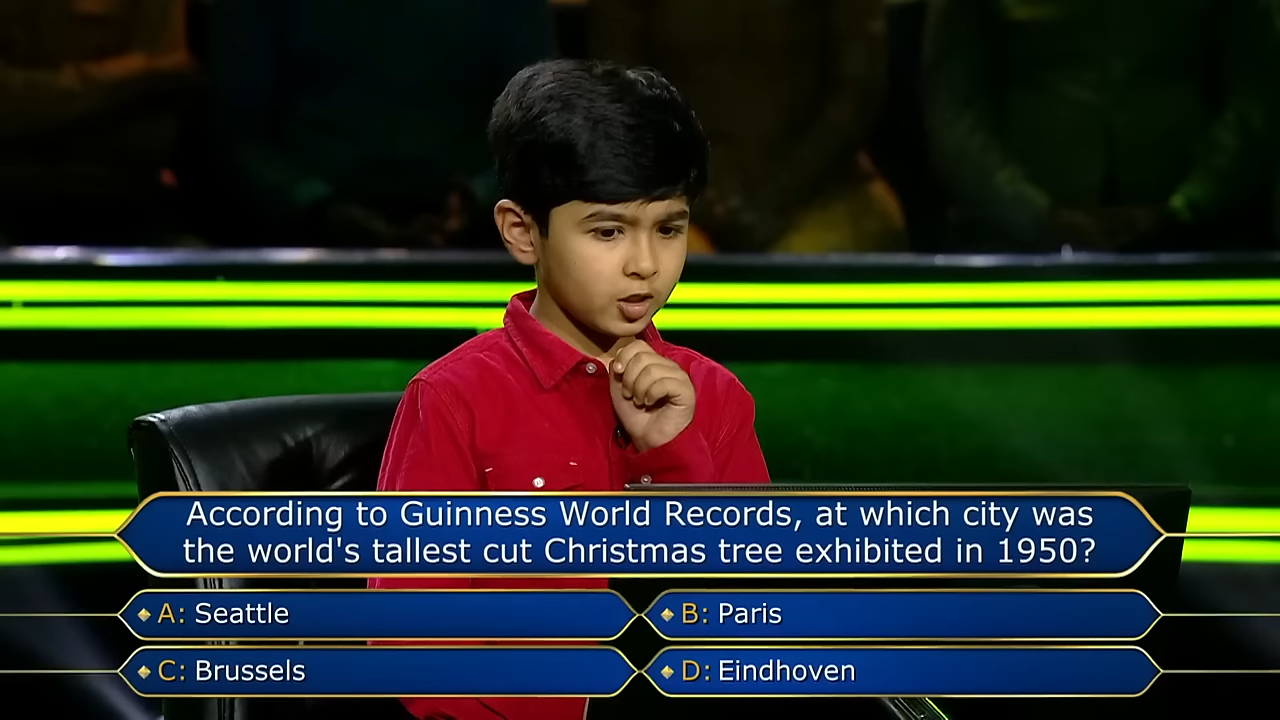 According to Guinness World Records, at which city was
the world's tallest cut Christmas tree exhibited in 1950?
A: Seattle
B: Paris
C: Brussels
D: Eindhoven